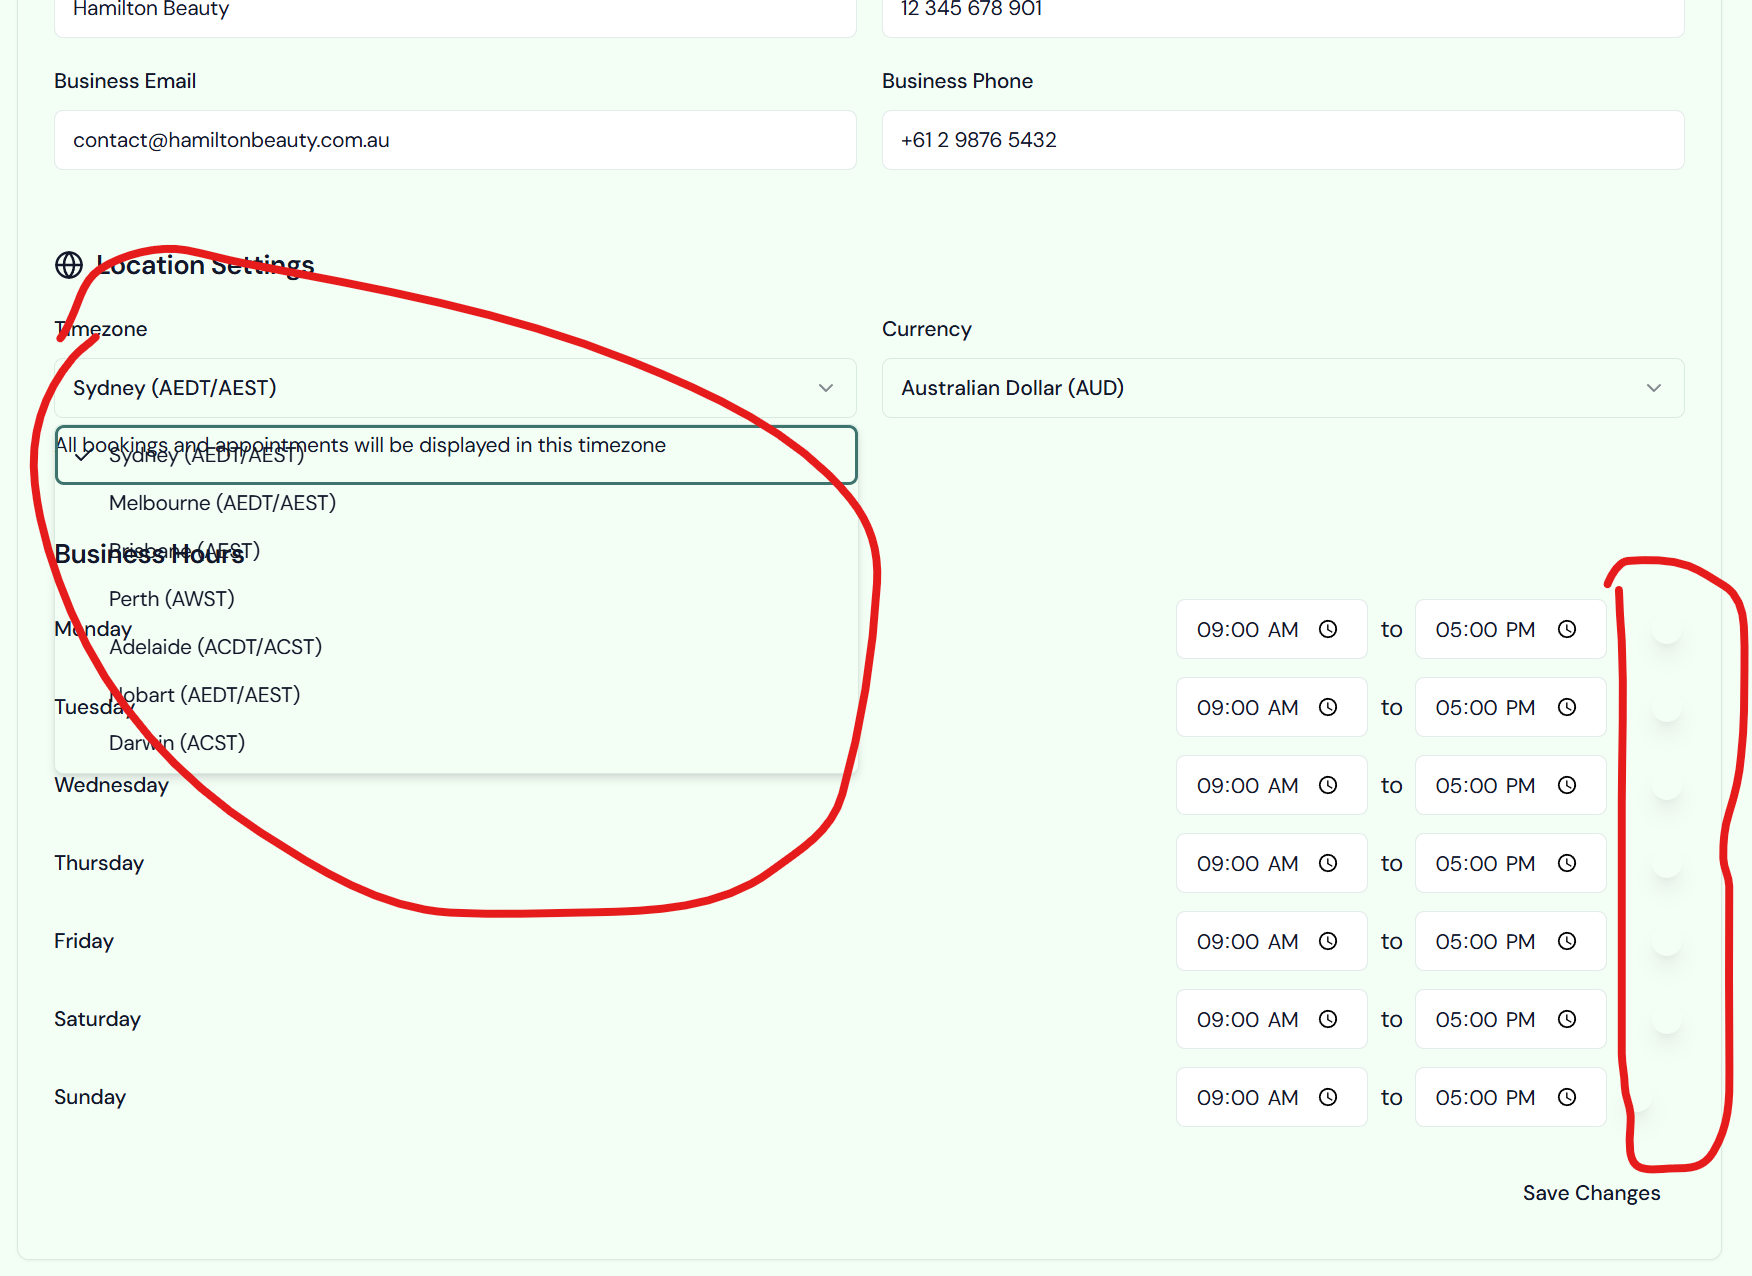 Hamilton Beauty
12 345 678 901
Business Email
Business Phone
contact@hamiltonbeauty.com.au
+61 2 9876 5432
Location Settings
Timezone
Currency
Sydney (AEDT/AEST)
Australian Dollar (AUD)
All bookings and appointments will be displayed in this timezone
Sydney (AEDT/AEST)
Melbourne (AEDT/AEST)
Brisbane (AEST)
Business Hours
Perth (AWST)
Monday
09:00 AM to 05:00 PM
Adelaide (ACDT/ACST)
Hobart (AEDT/AEST)
Tuesday
09:00 AM to 05:00 PM
Darwin (ACST)
Wednesday
09:00 AM to 05:00 PM
Thursday
09:00 AM to 05:00 PM
Friday
09:00 AM to 05:00 PM
Saturday
09:00 AM to 05:00 PM
Sunday
09:00 AM to 05:00 PM
Save Changes